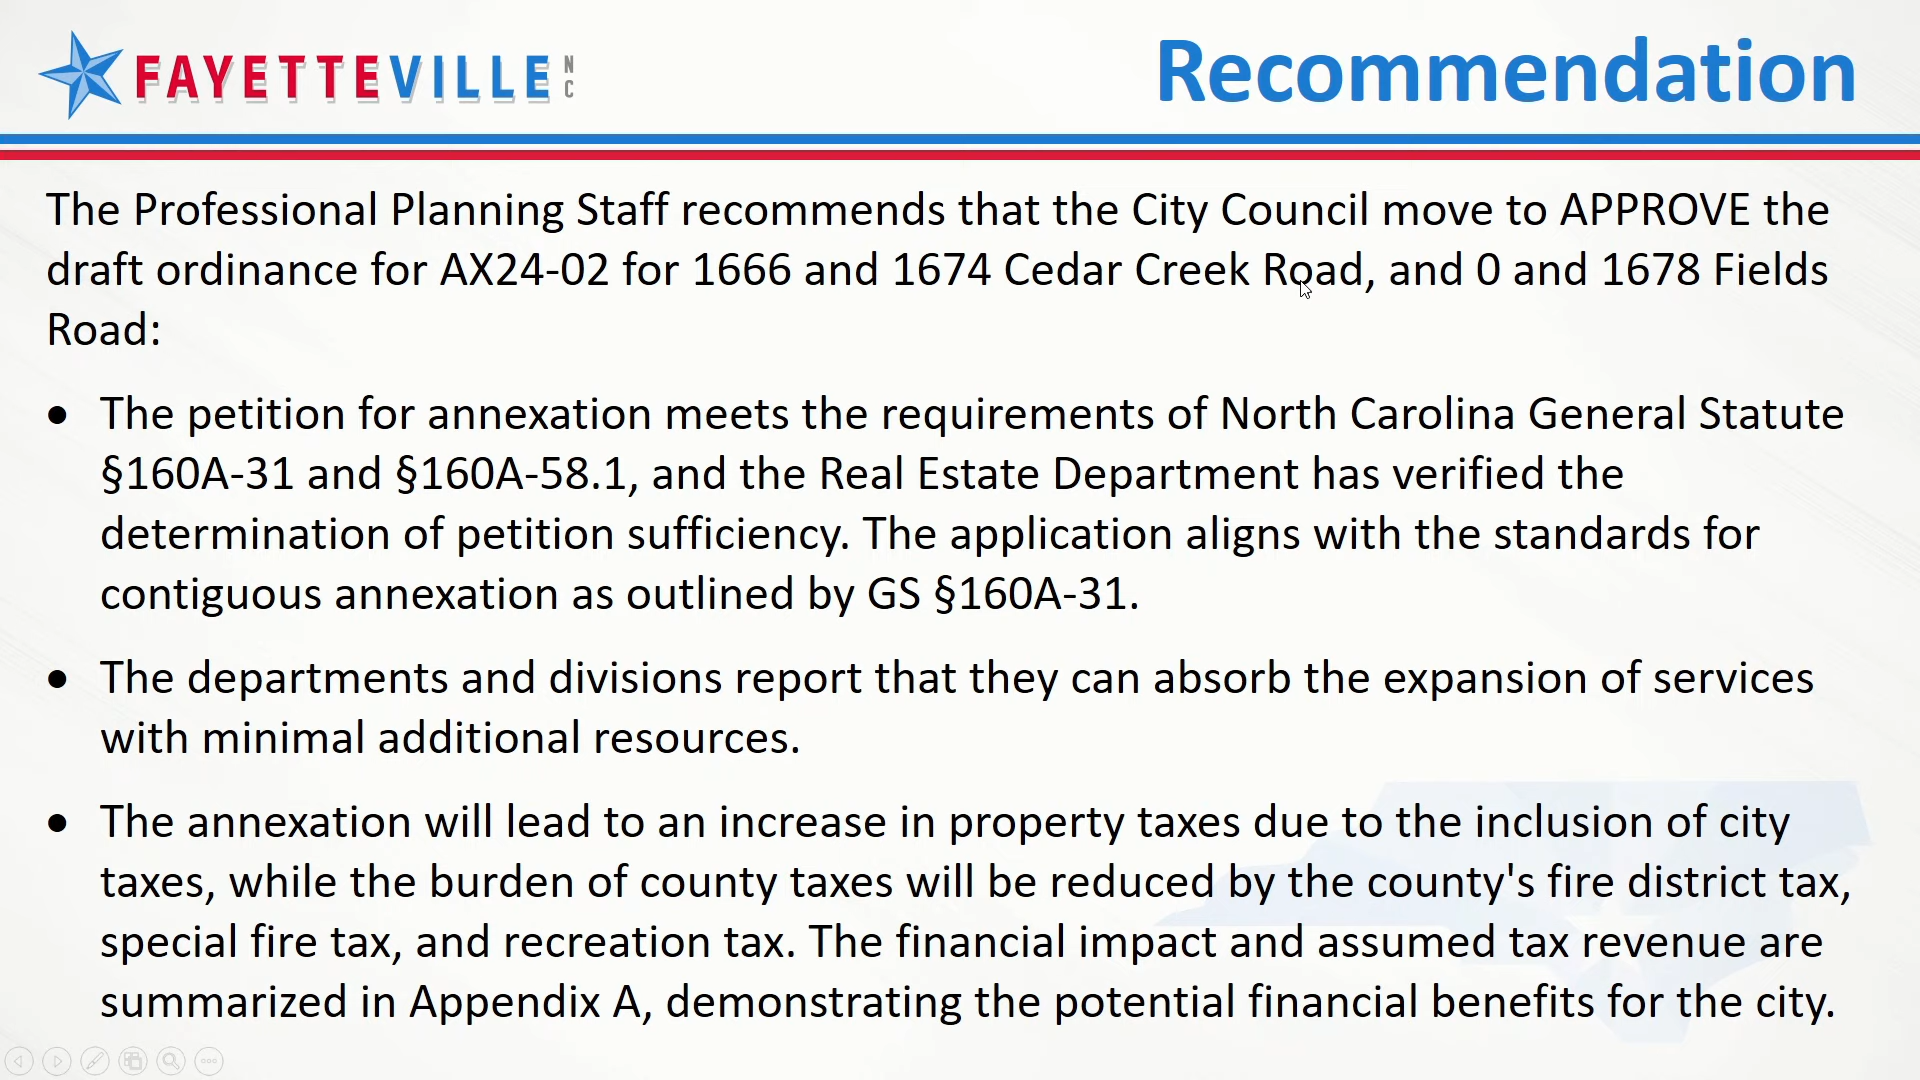 FAYETTEVILLE NC
Recommendation
The Professional Planning Staff recommends that the City Council move to APPROVE the
draft ordinance for AX24-02 for 1666 and 1674 Cedar Creek Road, and 0 and 1678 Fields
Road:
• The petition for annexation meets the requirements of North Carolina General Statute
§160A-31 and §160A-58.1, and the Real Estate Department has verified the
determination of petition sufficiency. The application aligns with the standards for
contiguous annexation as outlined by GS §160A-31.
• The departments and divisions report that they can absorb the expansion of services
with minimal additional resources.
• The annexation will lead to an increase in property taxes due to the inclusion of city
taxes, while the burden of county taxes will be reduced by the county's fire district tax,
special fire tax, and recreation tax. The financial impact and assumed tax revenue are
summarized in Appendix A, demonstrating the potential financial benefits for the city.